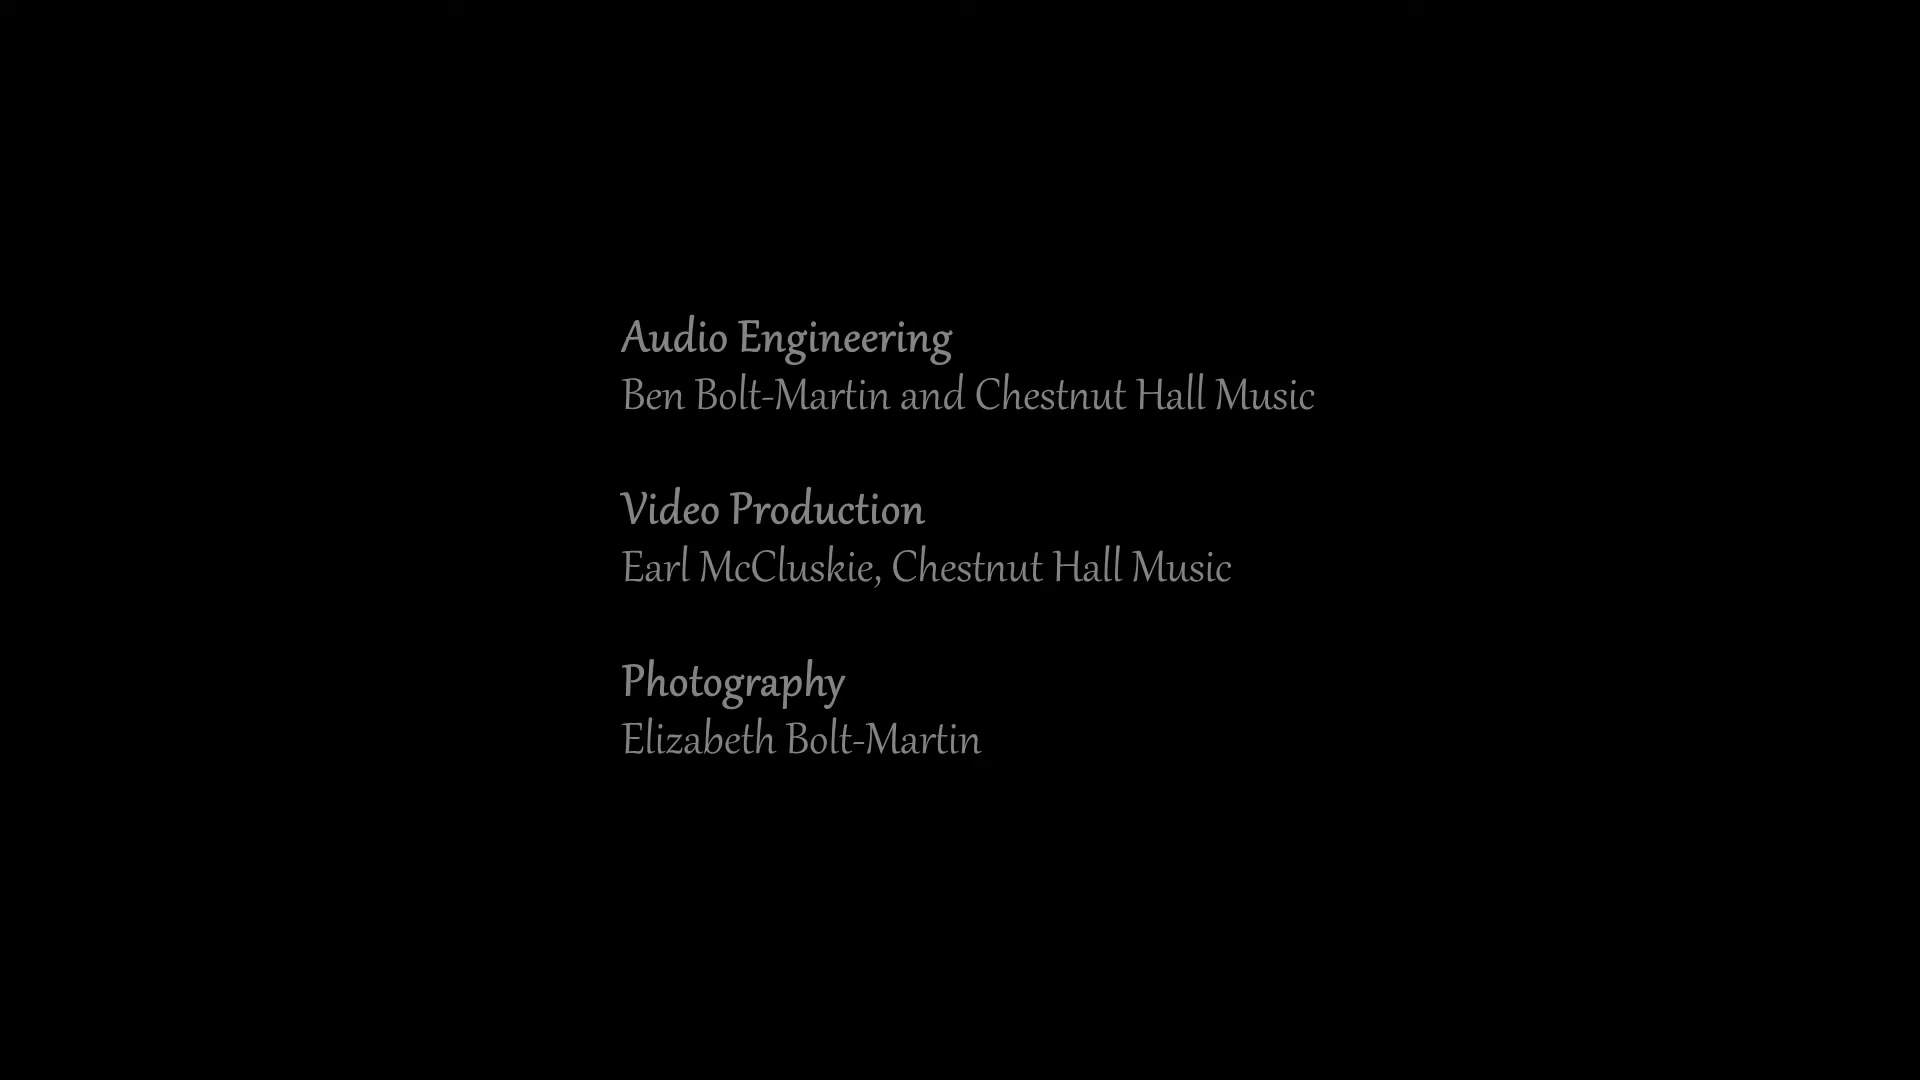 Audio Engineering
Ben Bolt-Martin and Chestnut Hall Music
Video Production
Earl McCluskie, Chestnut Hall Music
Photography
Elizabeth Bolt-Martin